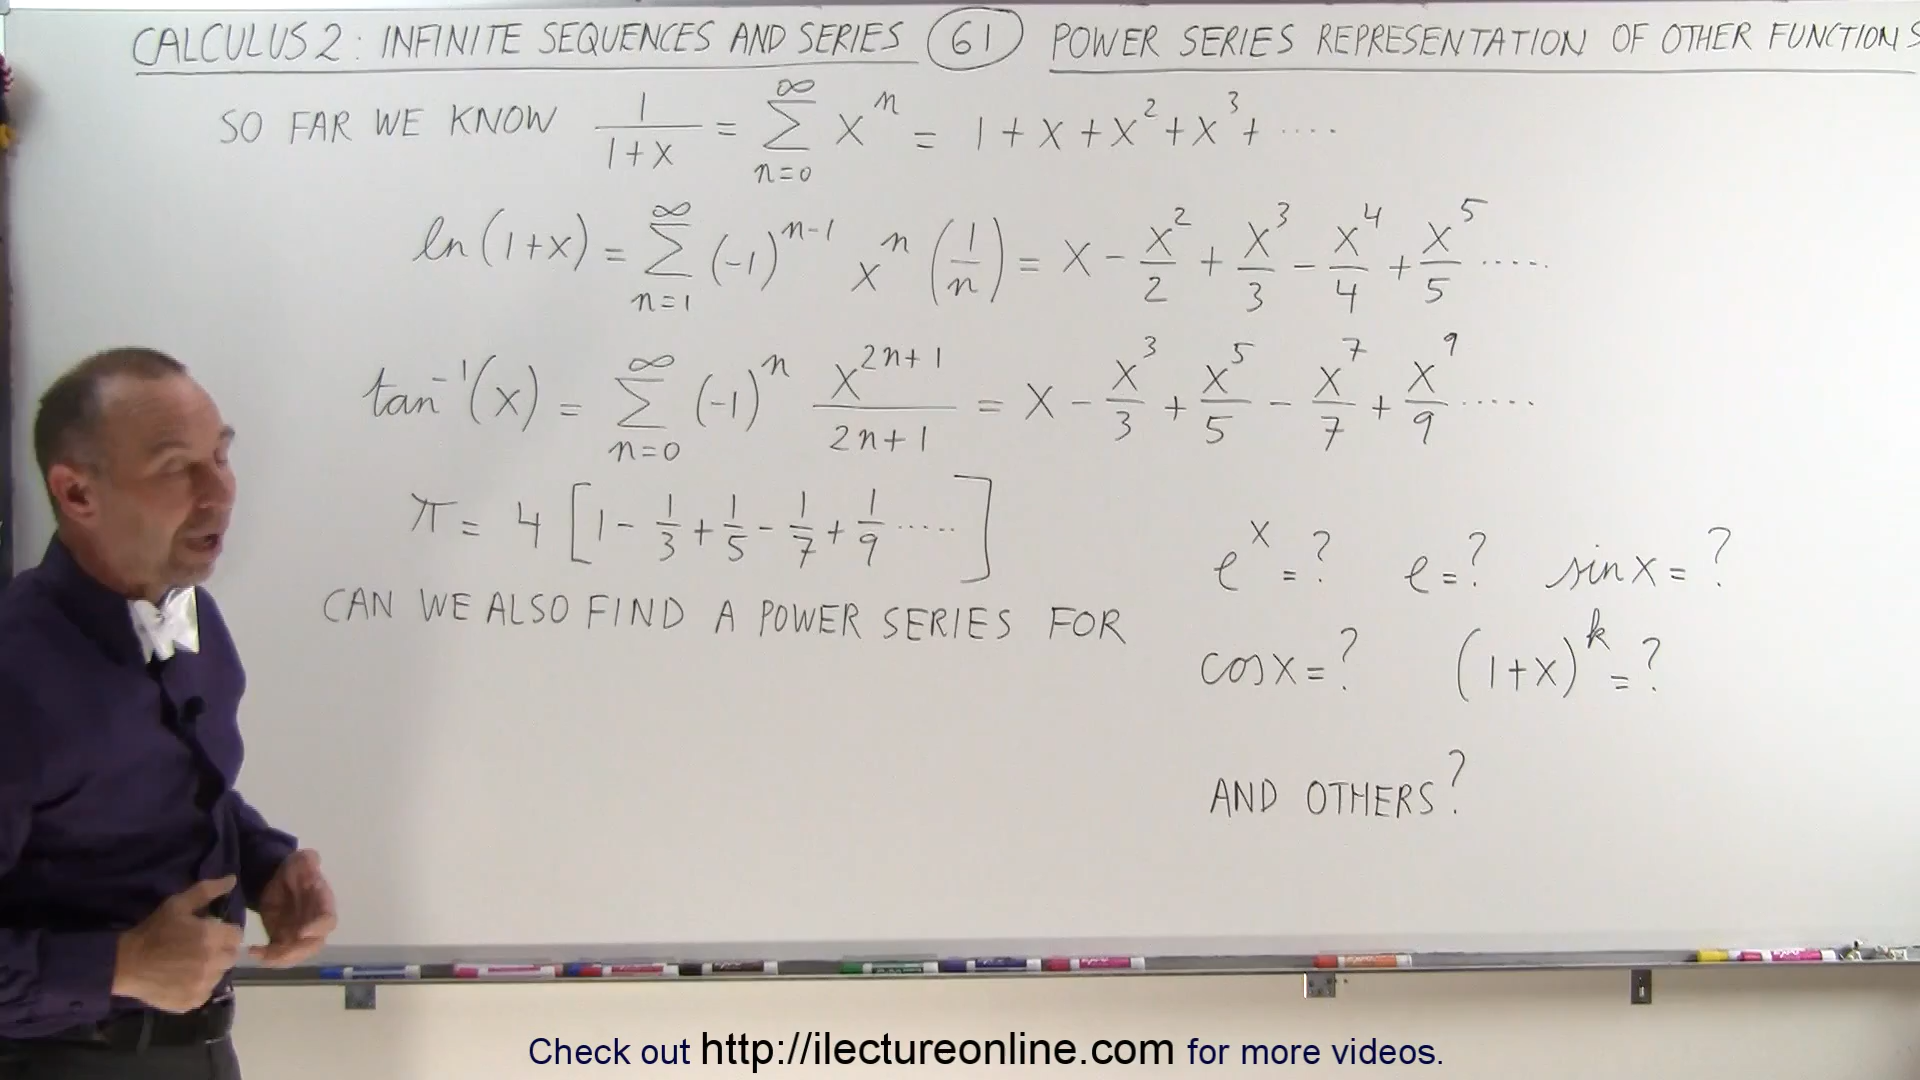 CALCULUS 2 : INFINITE SEQUENCES AND SERIES 61 POWER SERIES REPRESENTATION OF OTHER FUNCTIONS
SO FAR WE KNOW 1/(1+x) = ∑_{n=0}^{∞} x^n = 1 + x + x^2 + x^3 + ....
ln(1+x) = ∑_{n=1}^{∞} (-1)^{n-1} x^n (1/n) = x - x^2/2 + x^3/3 - x^4/4 + x^5/5 .....
tan^{-1}(x) = ∑_{n=0}^{∞} (-1)^n x^{2n+1}/(2n+1) = x - x^3/3 + x^5/5 - x^7/7 + x^9/9 .....
π = 4 [1 - 1/3 + 1/5 - 1/7 + 1/9 .....]
e^x = ? e = ? sin x = ?
CAN WE ALSO FIND A POWER SERIES FOR
cos x = ? (1+x)^k = ?
AND OTHERS?
Check out http://ilectureonline.com for more videos.